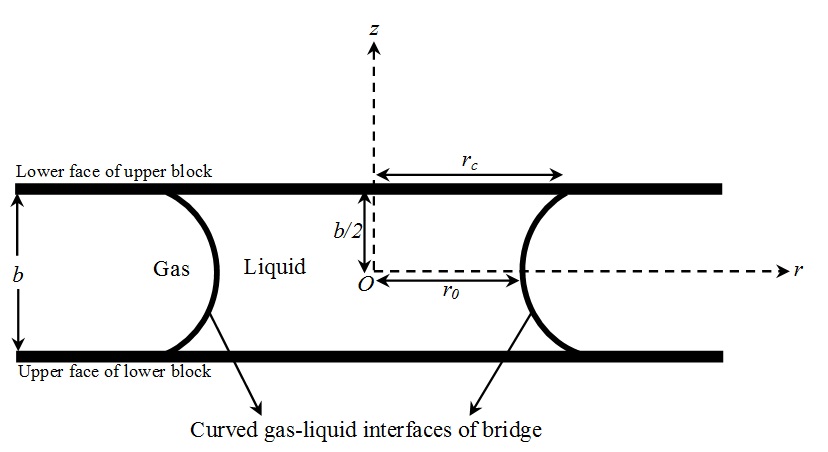 z
r_c
Lower face of upper block
b/2
b
Gas
Liquid
O
r_0
r
Upper face of lower block
Curved gas-liquid interfaces of bridge